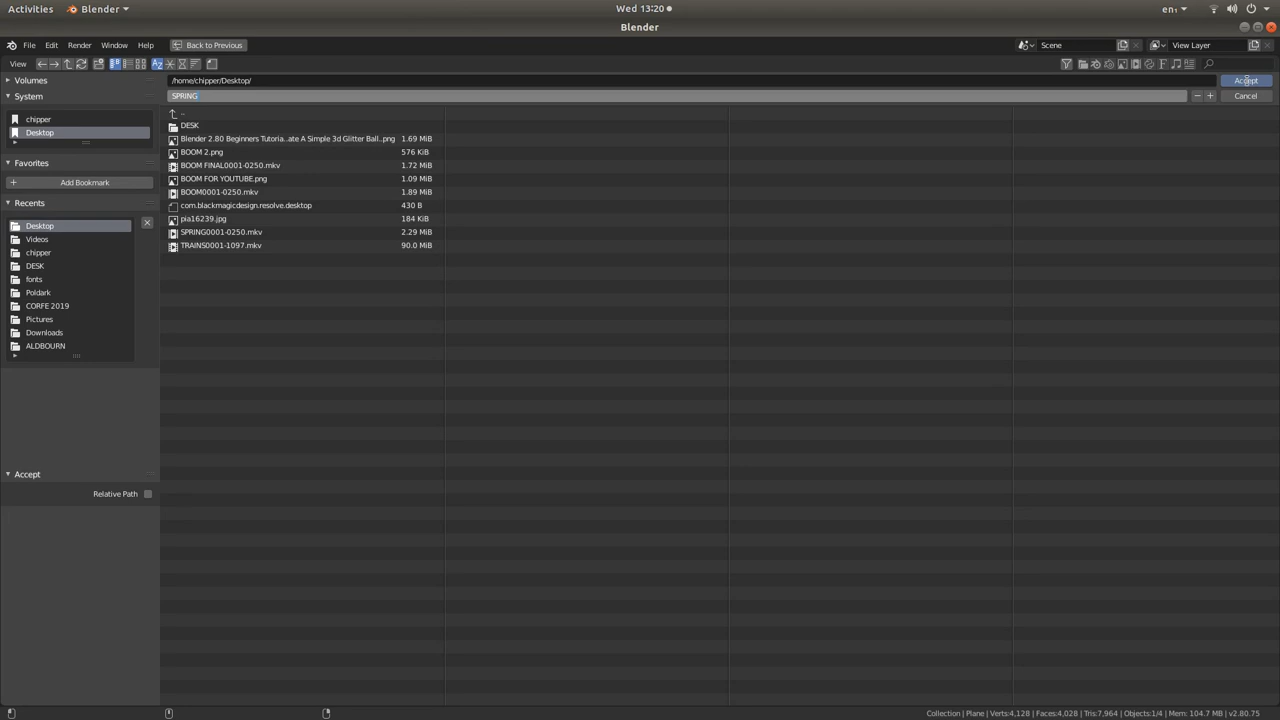 Activities Blender Wed 13:20 en₁
Blender
File Edit Render Window Help Back to Previous Scene View Layer
View
Volumes /home/chipper/Desktop/ Accept
System SPRING Cancel
..
chipper
DESK
Desktop
Blender 2.80 Beginners Tutoria..ate A Simple 3d Glitter Ball..png 1.69 MiB
BOOM 2.png 576 KiB
Favorites
BOOM FINAL0001-0250.mkv 1.72 MiB
Add Bookmark
BOOM FOR YOUTUBE.png 1.09 MiB
BOOM0001-0250.mkv 1.89 MiB
Recents
com.blackmagicdesign.resolve.desktop 430 B
pia16239.jpg 184 KiB
Desktop
SPRING0001-0250.mkv 2.29 MiB
Videos
TRAINS0001-1097.mkv 90.0 MiB
chipper
DESK
fonts
Poldark
CORFE 2019
Pictures
Downloads
ALDBOURN
Accept
Relative Path
Collection | Plane | Verts:4,128 | Faces:4,028 | Tris:7,964 | Objects:1/4 | Mem: 104.7 MB | v2.80.75